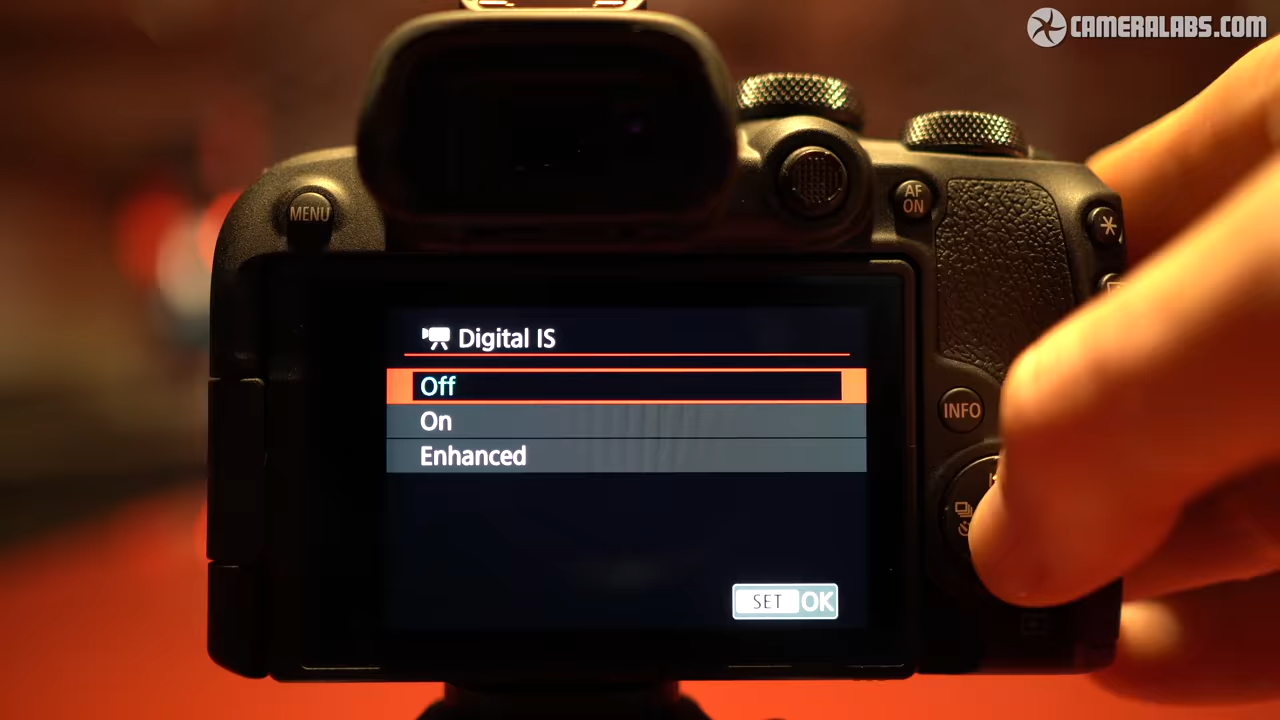 CAMERALABS.COM
MENU
AF
ON
Digital IS
Off
On
Enhanced
INFO
SET OK